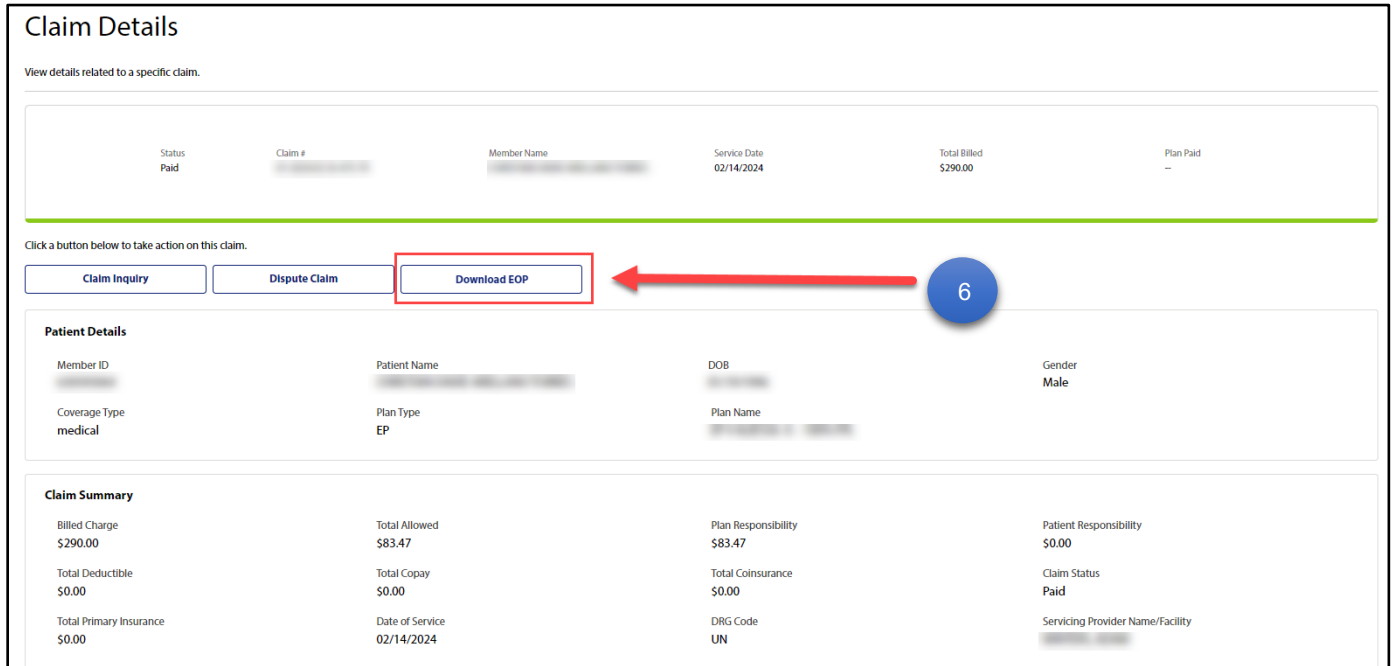 Claim Details
View details related to a specific claim.
Status Claim # Member Name Service Date Total Billed Plan Paid
Paid 02/14/2024 $290.00 –
Click a button below to take action on this claim.
Claim Inquiry Dispute Claim Download EOP
6
Patient Details
Member ID Patient Name DOB Gender
Male
Coverage Type Plan Type Plan Name
medical EP
Claim Summary
Billed Charge Total Allowed Plan Responsibility Patient Responsibility
$290.00 $83.47 $83.47 $0.00
Total Deductible Total Copay Total Coinsurance Claim Status
$0.00 $0.00 $0.00 Paid
Total Primary Insurance Date of Service DRG Code Servicing Provider Name/Facility
$0.00 02/14/2024 UN